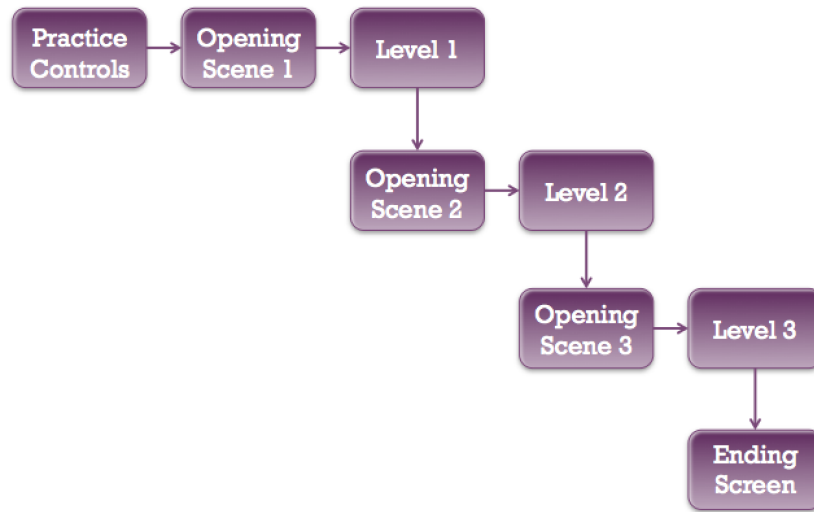 Practice
Controls
Opening
Scene 1
Level 1
Opening
Scene 2
Level 2
Opening
Scene 3
Level 3
Ending
Screen